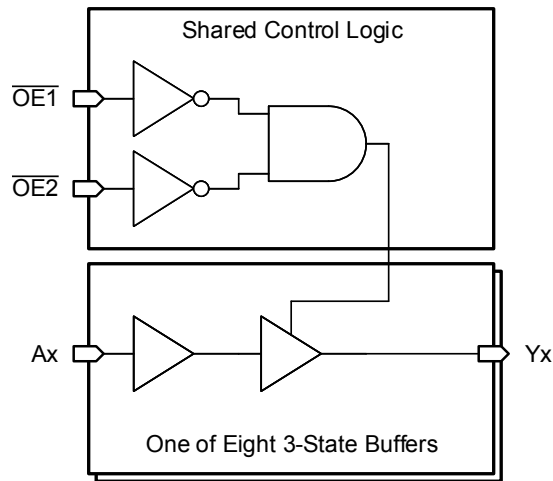 Shared Control Logic
OE1
OE2
Ax
Yx
One of Eight 3-State Buffers